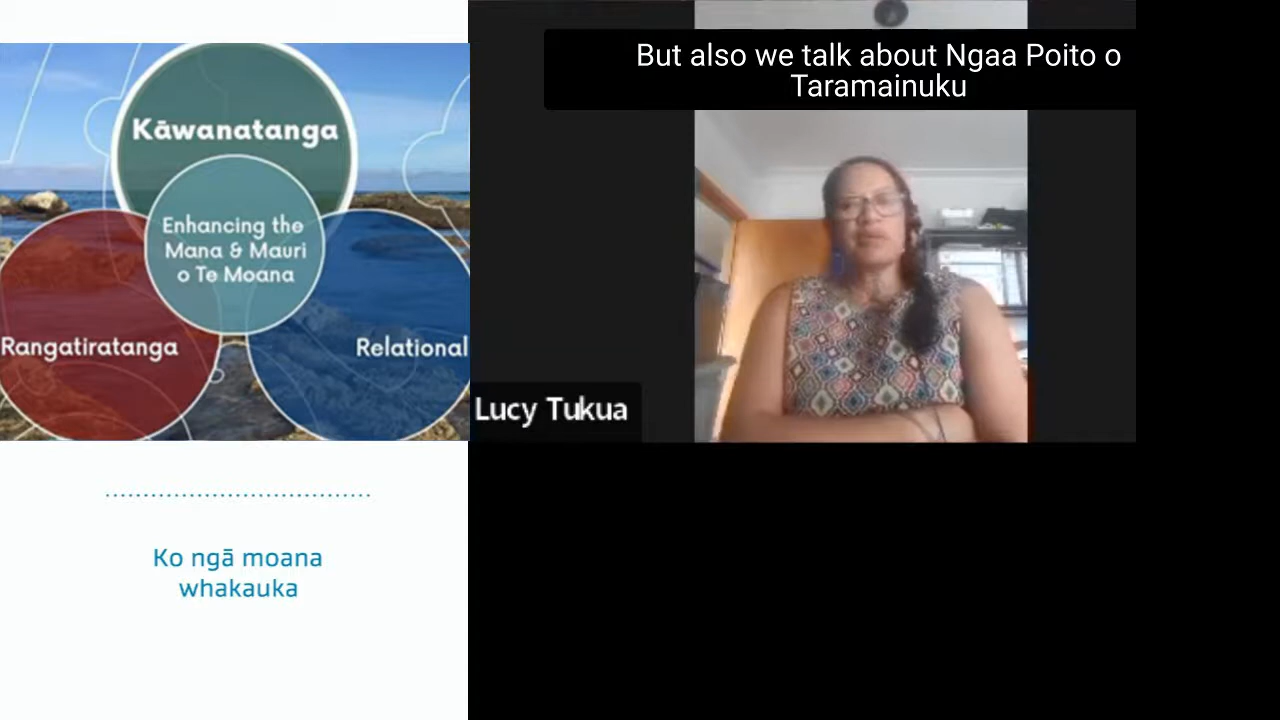 Kāwanatanga
Enhancing the
Mana & Mauri
o Te Moana
Rangatiratanga
Relational
Ko ngā moana
whakauka
But also we talk about Ngaa Poito o
Taramainuku
Lucy Tukua